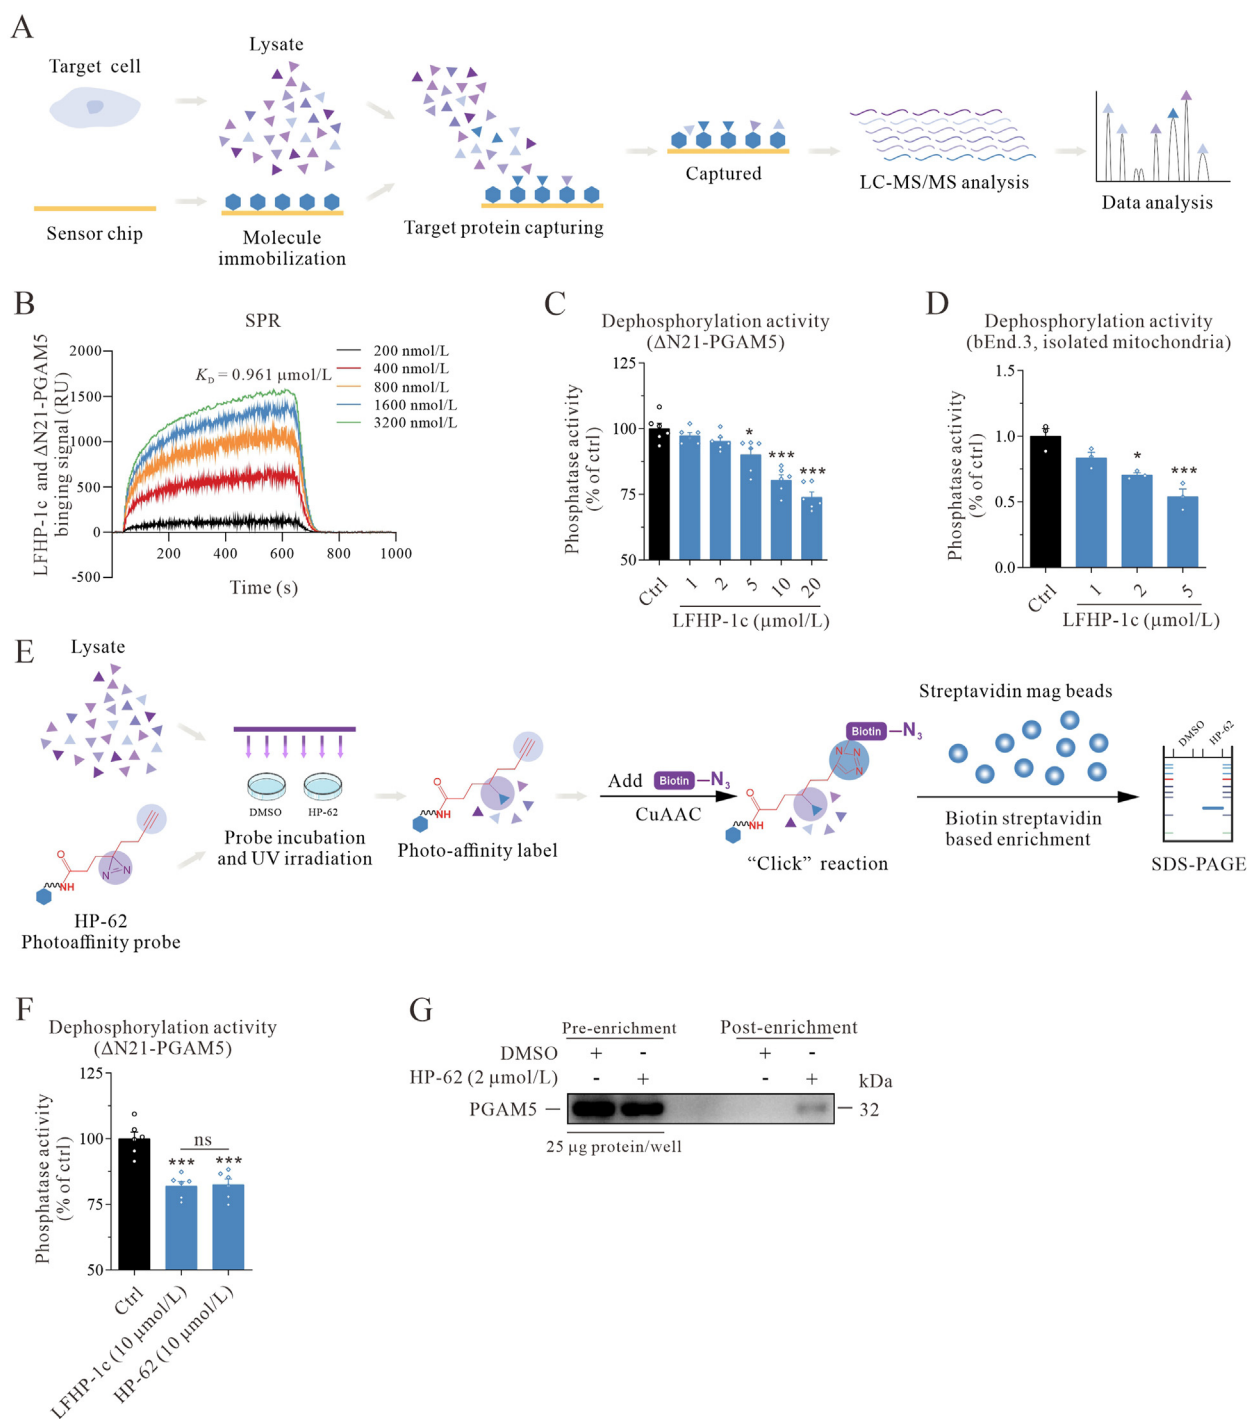 A
Target cell
Lysate
Sensor chip
Molecule
immobilization
Target protein capturing
Captured
LC-MS/MS analysis
Data analysis
B
SPR
LFHP-1c and ΔN21-PGAM5
binging signal (RU)
2000
1500
1000
500
0
-500
K_D = 0.961 μmol/L
200 nmol/L
400 nmol/L
800 nmol/L
1600 nmol/L
3200 nmol/L
200 400 600 800 1000
Time (s)
C
Dephosphorylation activity
(ΔN21-PGAM5)
Phosphatase activity
(% of ctrl)
125
100
75
50
* *** ***
Ctrl 1 2 5 10 20
LFHP-1c (μmol/L)
D
Dephosphorylation activity
(bEnd.3, isolated mitochondria)
Phosphatase activity
(% of ctrl)
1.5
1.0
0.5
0.0
* ***
Ctrl 1 2 5
LFHP-1c (μmol/L)
E
Lysate
O
NH
N N
HP-62
Photoaffinity probe
DMSO HP-62
Probe incubation
and UV irradiation
O
NH
Photo-affinity label
Add Biotin –N3
CuAAC
Biotin –N3
N N
N
O
NH
“Click” reaction
Streptavidin mag beads
Biotin streptavidin
based enrichment
DMSO HP-62
SDS-PAGE
F
Dephosphorylation activity
(ΔN21-PGAM5)
Phosphatase activity
(% of ctrl)
125
100
75
50
ns
*** ***
Ctrl
LFHP-1c (10 μmol/L)
HP-62 (10 μmol/L)
G
Pre-enrichment Post-enrichment
DMSO + - + -
HP-62 (2 μmol/L) - + - + kDa
PGAM5 32
25 μg protein/well